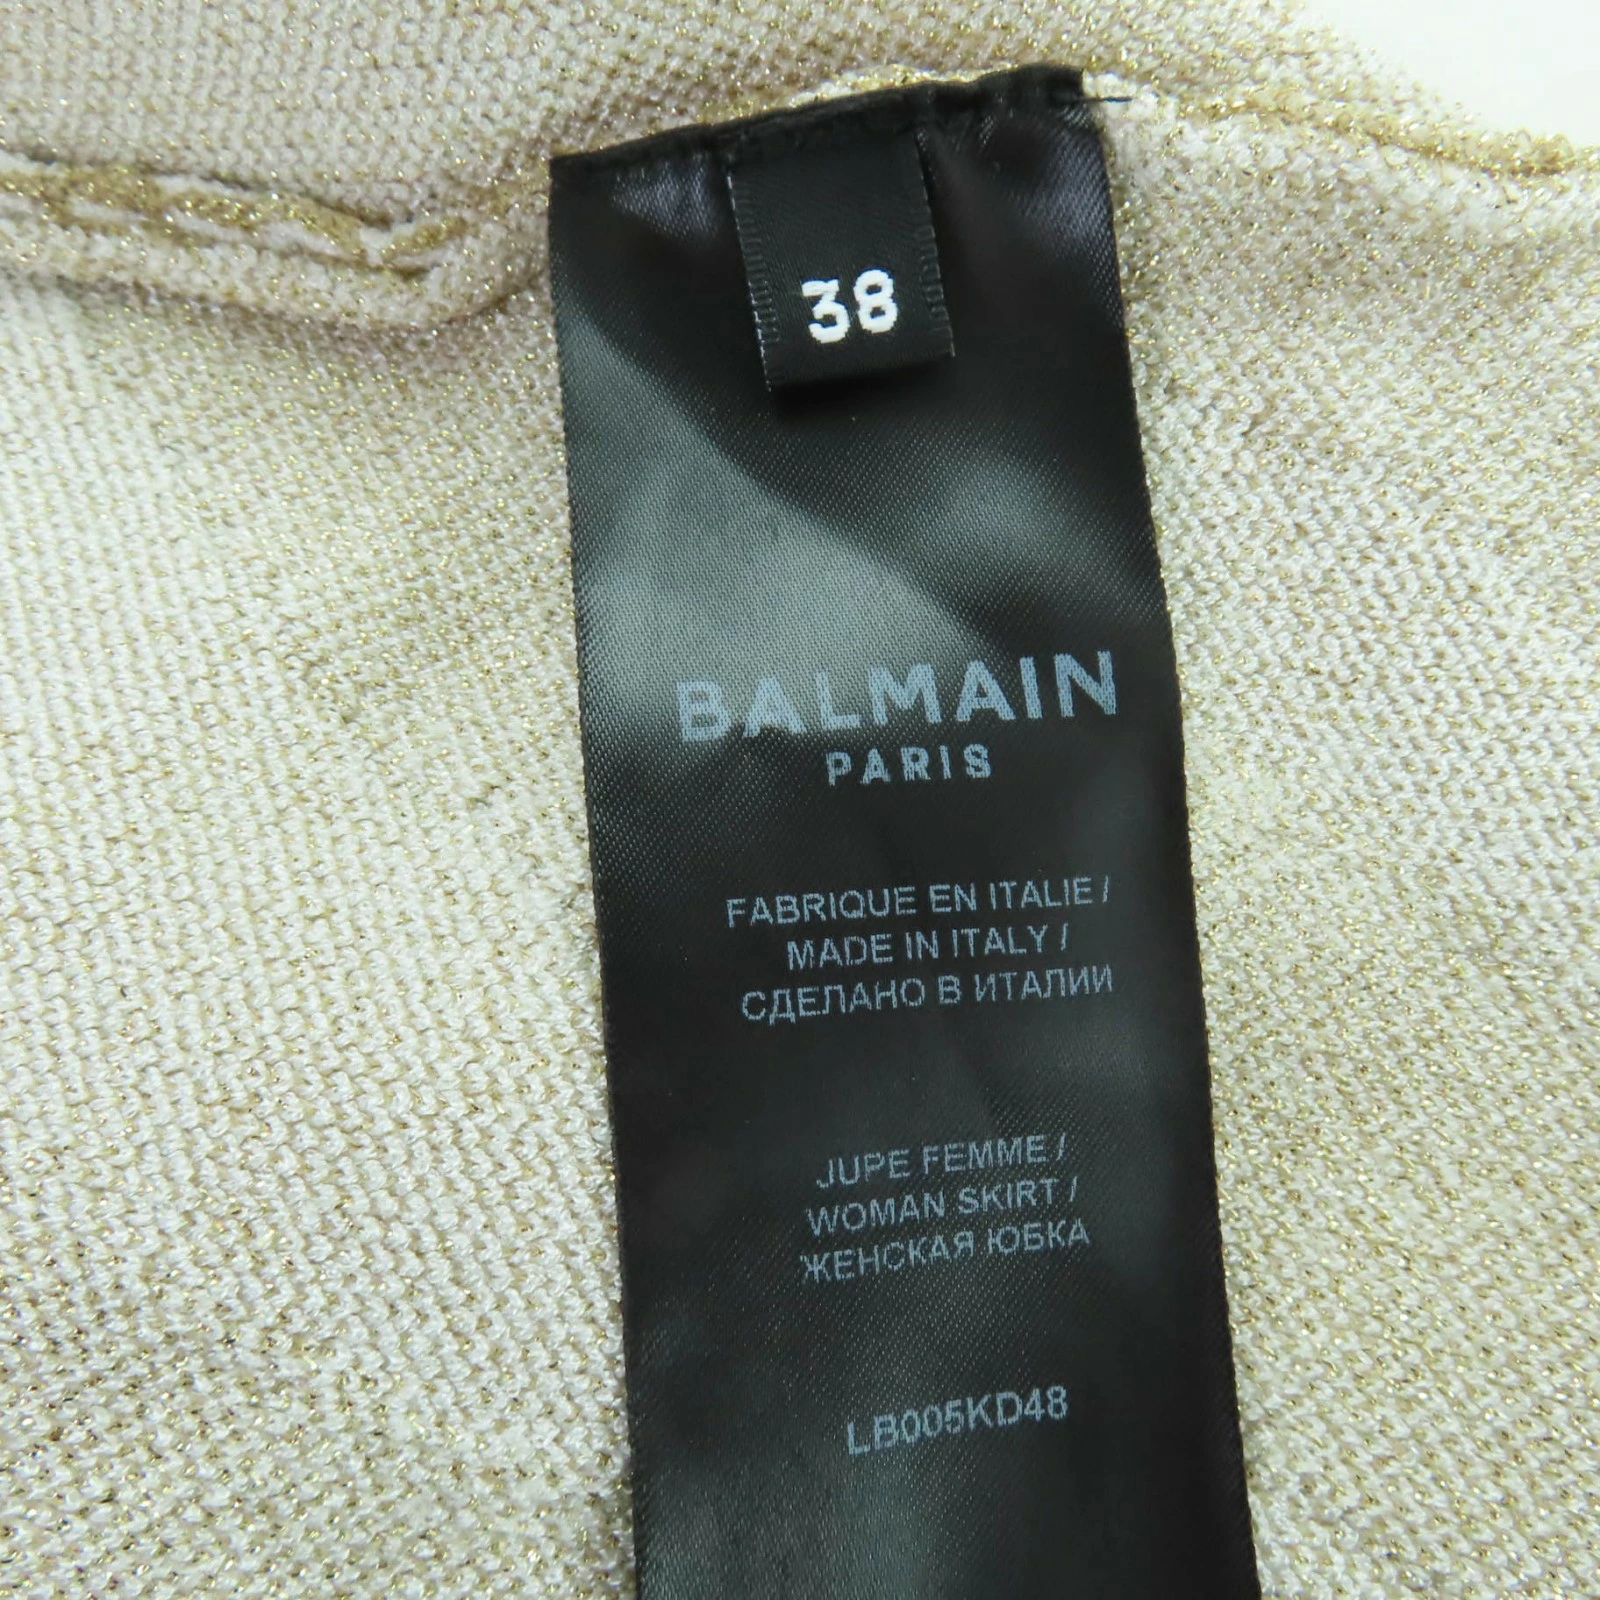 38
BALMAIN
PARIS
FABRIQUE EN ITALIE /
MADE IN ITALY /
СДЕЛАНО В ИТАЛИИ
JUPE FEMME /
WOMAN SKIRT /
ЖЕНСКАЯ ЮБКА
LB005KD48